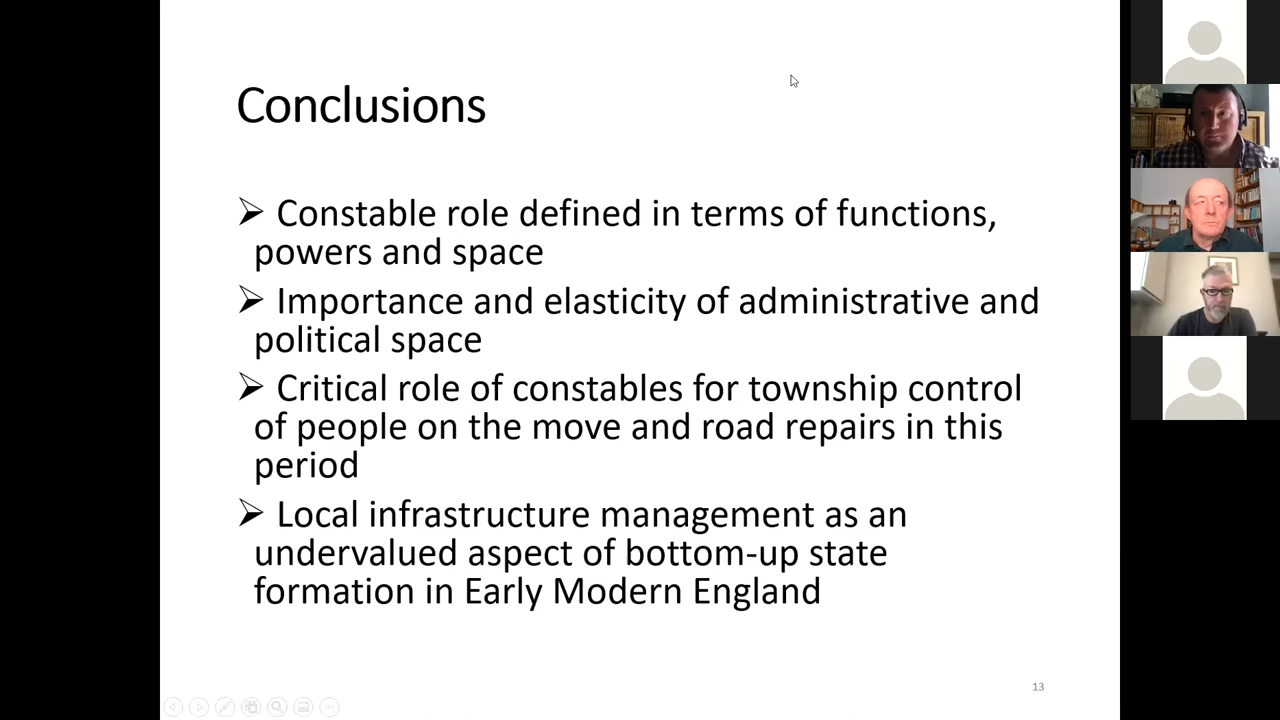 Conclusions
➢ Constable role defined in terms of functions,
powers and space
➢ Importance and elasticity of administrative and
political space
➢ Critical role of constables for township control
of people on the move and road repairs in this
period
➢ Local infrastructure management as an
undervalued aspect of bottom-up state
formation in Early Modern England
13